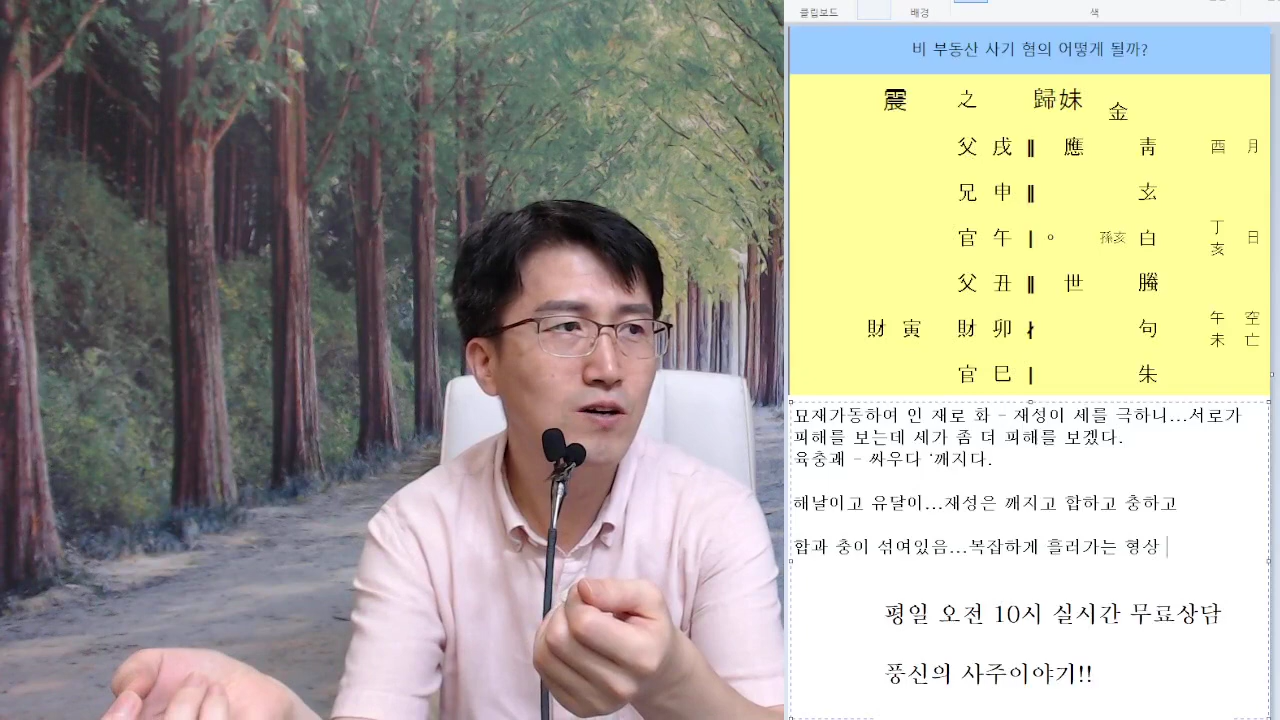 클립보드 배경 색
비 부동산 사기 혐의 어떻게 될까?
震 之 歸妹 金
父 戌 應 靑 酉 月
兄 申 玄
官 午 孫亥 白 丁亥 日
父 丑 世 螣
財 寅 財 卯 句 午未 空亡
官 巳 朱
묘재가동하여 인 재로 화 - 재성이 세를 극하니...서로가
피해를 보는데 세가 좀 더 피해를 보겠다.
육충괘 - 싸우다 '깨지다.
해날이고 유달이...재성은 깨지고 합하고 충하고
합과 충이 섞여있음...복잡하게 흘러가는 형상
평일 오전 10시 실시간 무료상담
풍신의 사주이야기!!